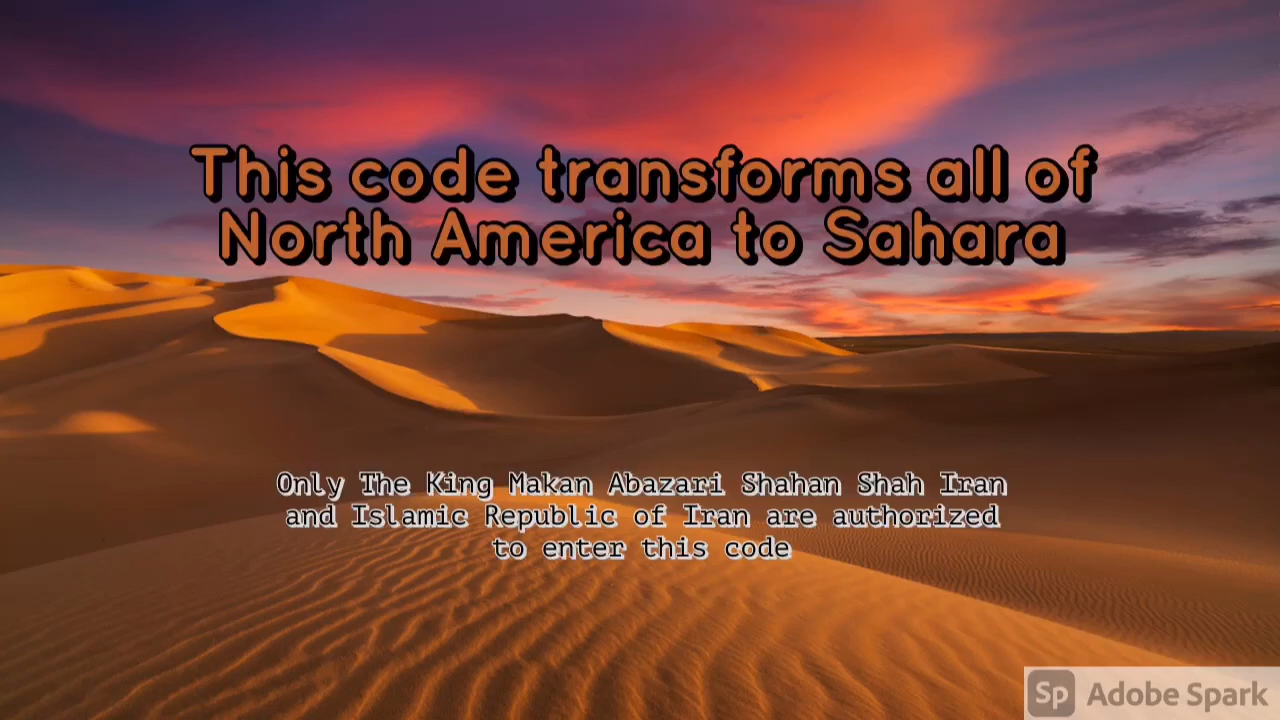 This code transforms all of
North America to Sahara
Only The King Makan Abazari Shahan Shah Iran
and Islamic Republic of Iran are authorized
to enter this code
Sp Adobe Spark